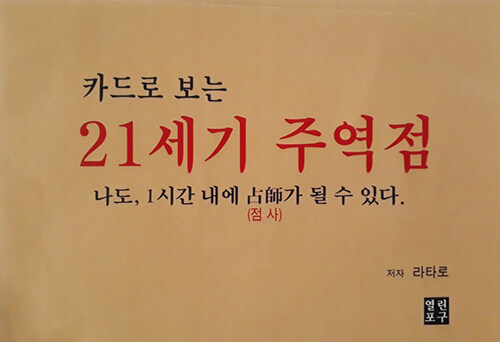 카드로 보는
21세기 주역점
나도, 1시간 내에 占師가 될 수 있다.
(점 사)
저자 라타로
열린
포구